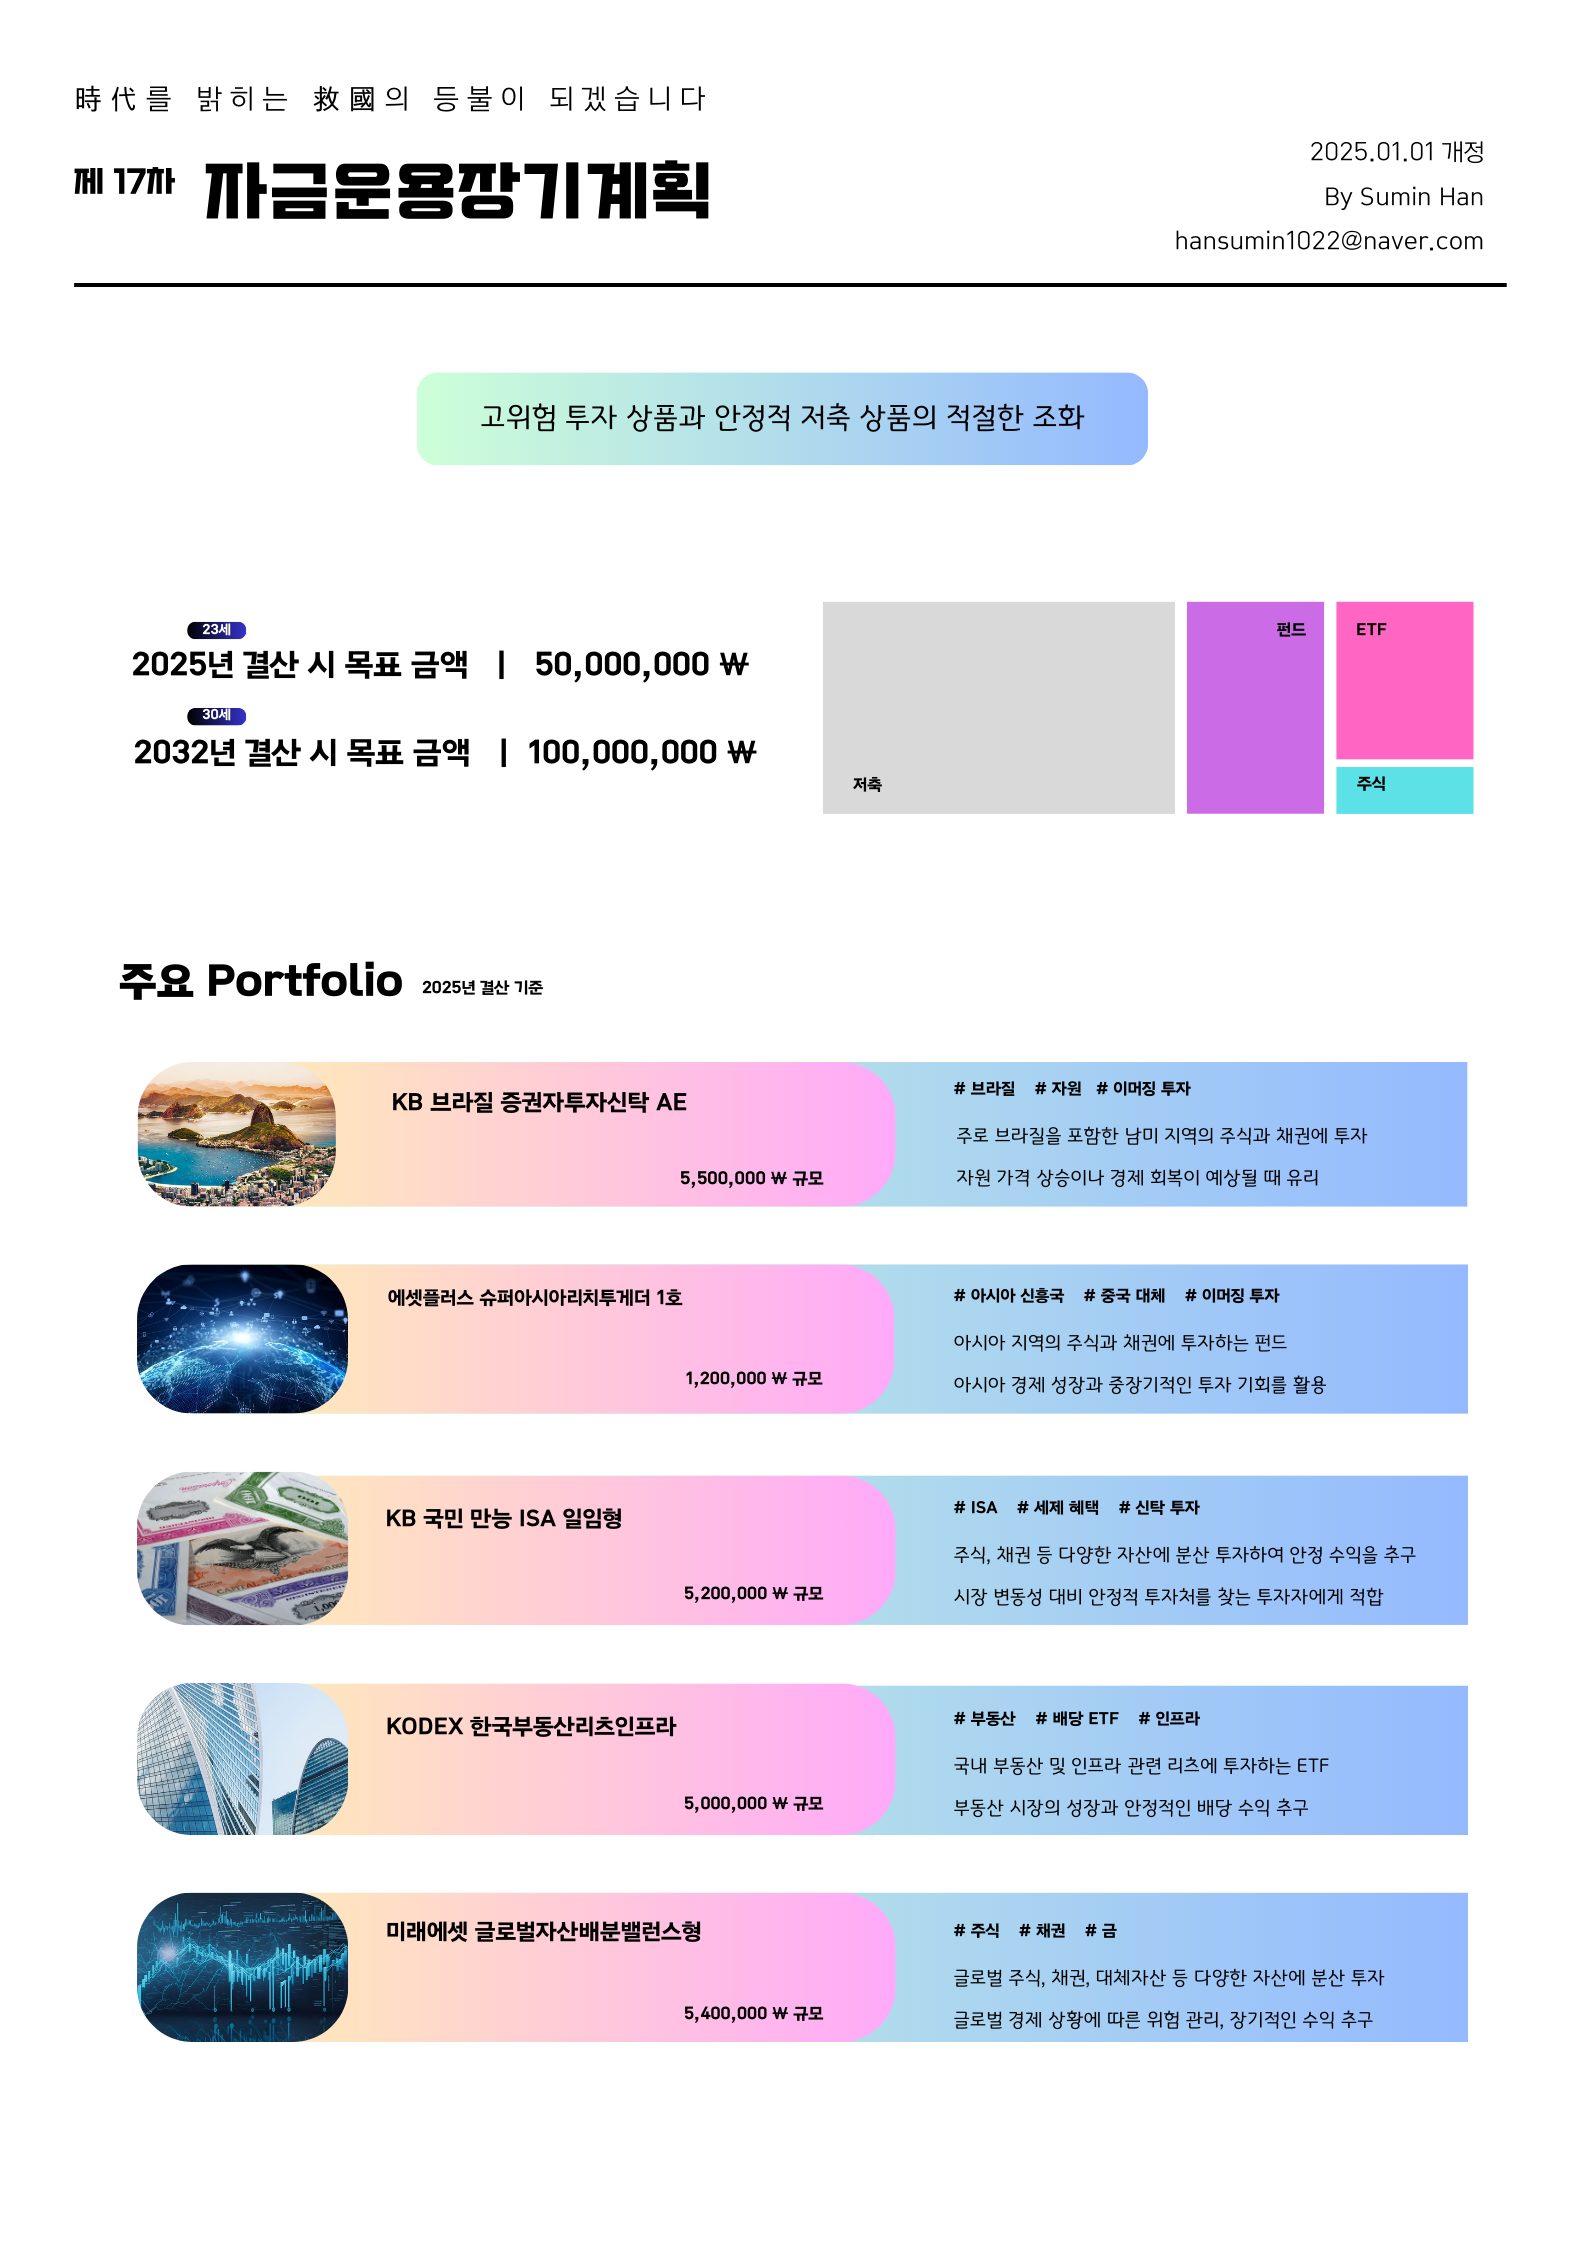 時代를 밝히는 救國의 등불이 되겠습니다
제 17차 자금운용장기계획
2025.01.01 개정
By Sumin Han
hansumin1022@naver.com
고위험 투자 상품과 안정적 저축 상품의 적절한 조화
23세
2025년 결산 시 목표 금액 | 50,000,000 ₩
30세
2032년 결산 시 목표 금액 | 100,000,000 ₩
저축
펀드
ETF
주식
주요 Portfolio 2025년 결산 기준
KB 브라질 증권자투자신탁 AE
5,500,000 ₩ 규모
# 브라질 # 자원 # 이머징 투자
주로 브라질을 포함한 남미 지역의 주식과 채권에 투자
자원 가격 상승이나 경제 회복이 예상될 때 유리
에셋플러스 슈퍼아시아리치투게더 1호
1,200,000 ₩ 규모
# 아시아 신흥국 # 중국 대체 # 이머징 투자
아시아 지역의 주식과 채권에 투자하는 펀드
아시아 경제 성장과 중장기적인 투자 기회를 활용
KB 국민 만능 ISA 일임형
5,200,000 ₩ 규모
# ISA # 세제 혜택 # 신탁 투자
주식, 채권 등 다양한 자산에 분산 투자하여 안정 수익을 추구
시장 변동성 대비 안정적 투자처를 찾는 투자자에게 적합
KODEX 한국부동산리츠인프라
5,000,000 ₩ 규모
# 부동산 # 배당 ETF # 인프라
국내 부동산 및 인프라 관련 리츠에 투자하는 ETF
부동산 시장의 성장과 안정적인 배당 수익 추구
미래에셋 글로벌자산배분밸런스형
5,400,000 ₩ 규모
# 주식 # 채권 # 금
글로벌 주식, 채권, 대체자산 등 다양한 자산에 분산 투자
글로벌 경제 상황에 따른 위험 관리, 장기적인 수익 추구